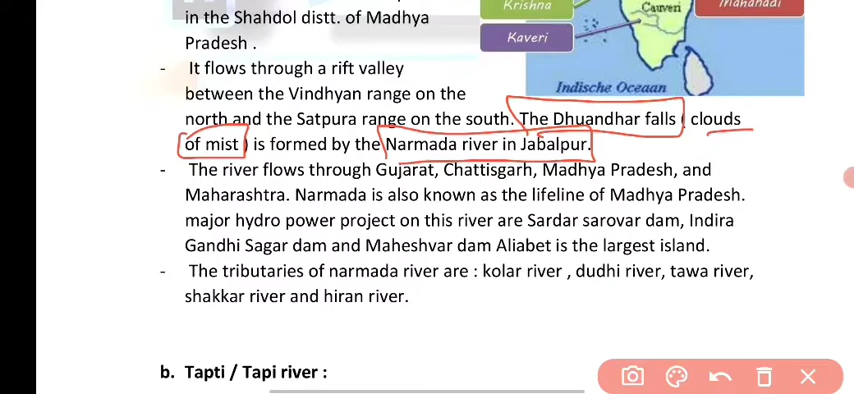 Krishna
Cauveri
Mahanadi
in the Shahdol distt. of Madhya
Pradesh .
Kaveri
- It flows through a rift valley
between the Vindhyan range on the
Indische Oceaan
north and the Satpura range on the south. The Dhuandhar falls ( clouds
of mist ) is formed by the Narmada river in Jabalpur.
- The river flows through Gujarat, Chattisgarh, Madhya Pradesh, and
Maharashtra. Narmada is also known as the lifeline of Madhya Pradesh.
major hydro power project on this river are Sardar sarovar dam, Indira
Gandhi Sagar dam and Maheshvar dam Aliabet is the largest island.
- The tributaries of narmada river are : kolar river , dudhi river, tawa river,
shakkar river and hiran river.
b. Tapti / Tapi river :